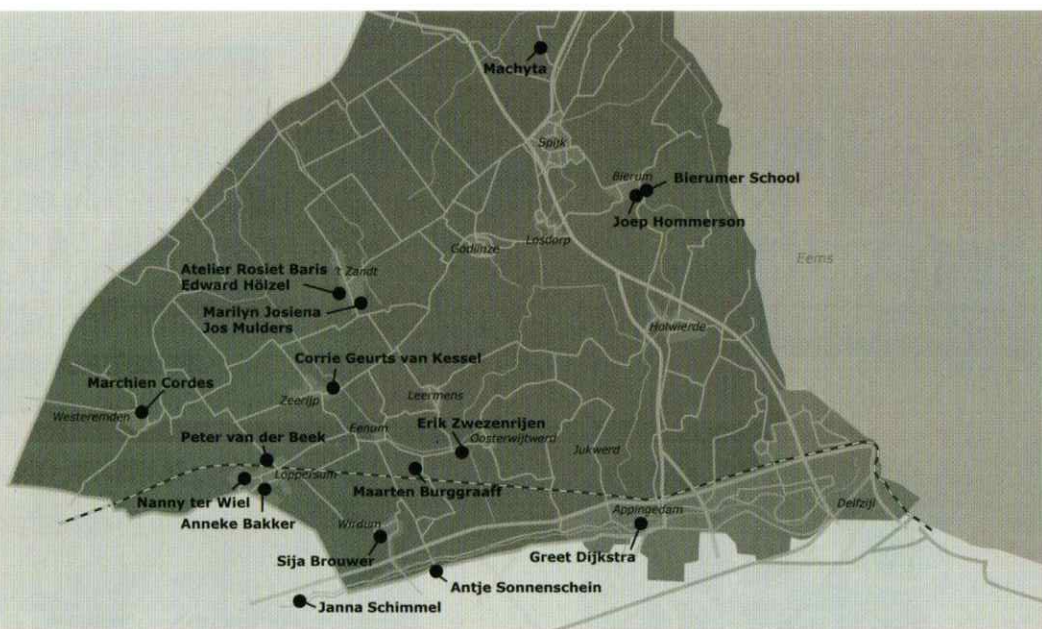 Machyta
Spijk
Bierum
Bierumer School
Joep Hommerson
Losdorp
Godlinze
Eems
Atelier Rosiet Baris
Edward Hölzel
't Zandt
Marilyn Josiena
Jos Mulders
Holwierde
Corrie Geurts van Kessel
Marchien Cordes
Zeerijp
Leermens
Westeremden
Eenum
Erik Zwezenrijen
Oosterwijtwerd
Peter van der Beek
Jukwerd
Loppersum
Maarten Burggraaff
Nanny ter Wiel
Anneke Bakker
Wirdum
Appingedam
Delfzijl
Sija Brouwer
Greet Dijkstra
Antje Sonnenschein
Janna Schimmel